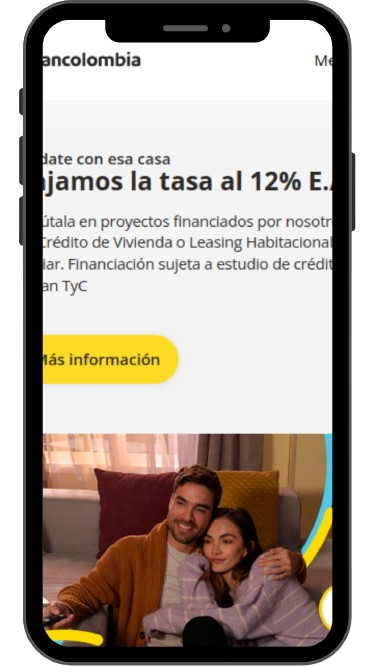 ancolombia
Me
date con esa casa
ajamos la tasa al 12% E.A
útala en proyectos financiados por nosotr
Crédito de Vivienda o Leasing Habitacional
iar. Financiación sujeta a estudio de crédit
an TyC
Más información